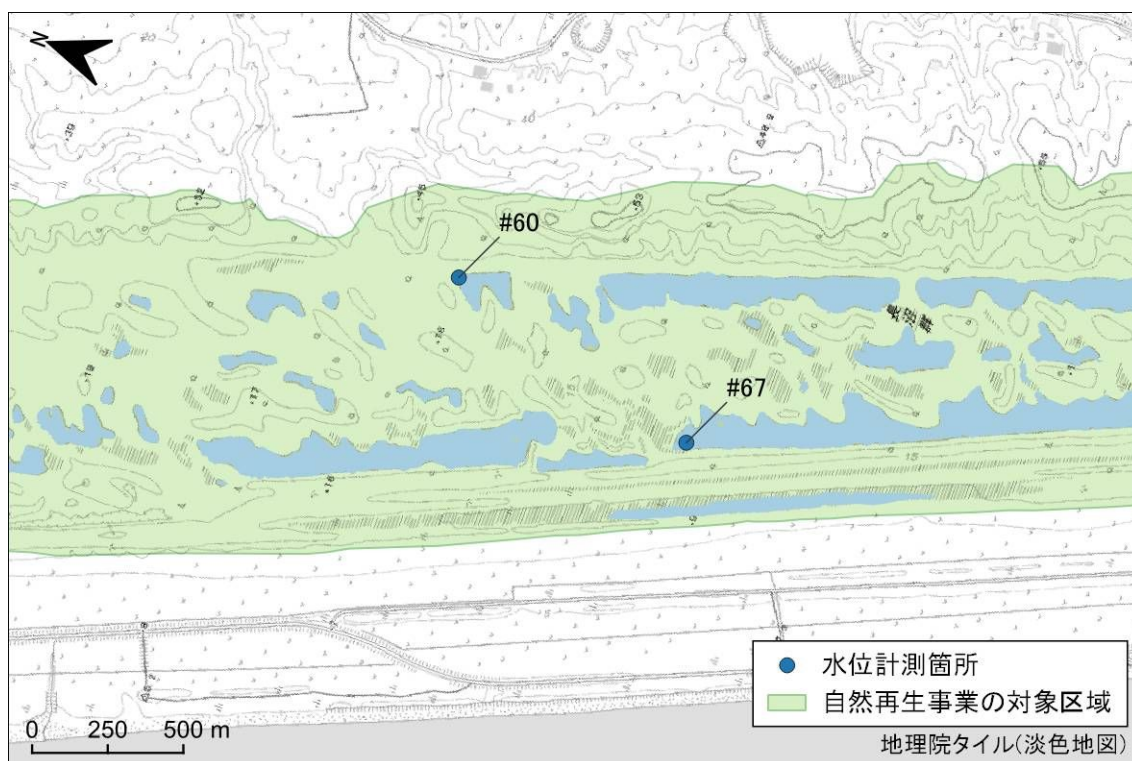 N
#60
#67
長沼群
水位計測箇所
自然再生事業の対象区域
地理院タイル(淡色地図)
0 250 500 m